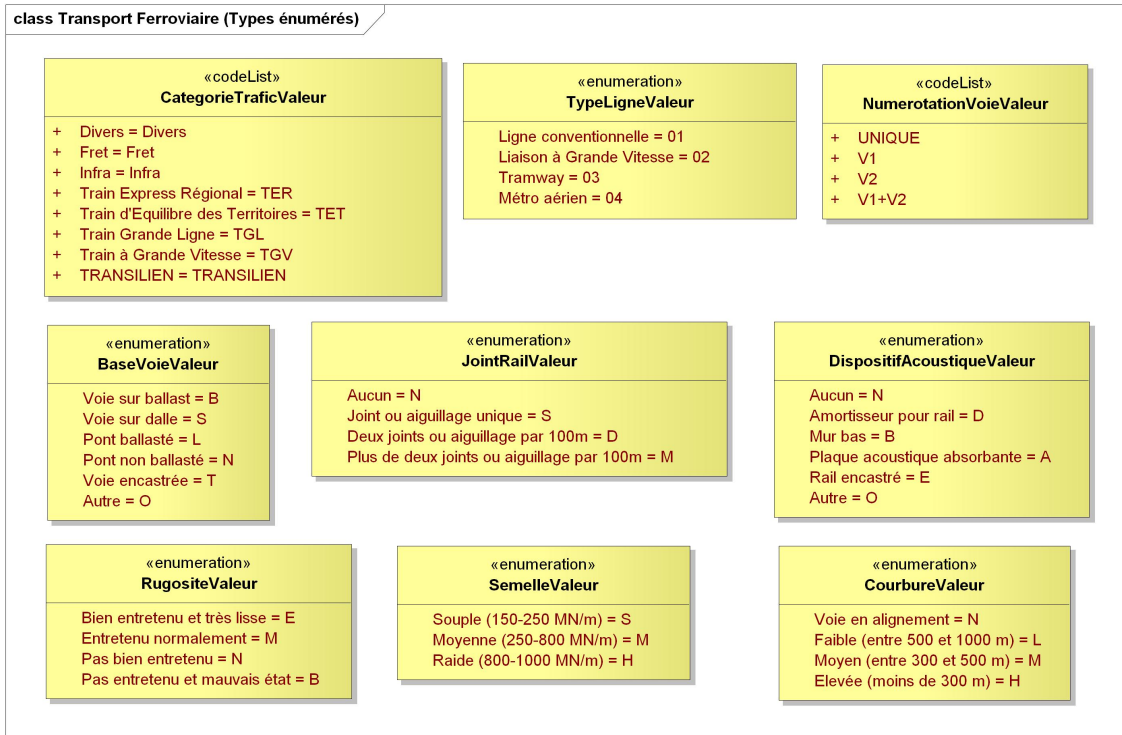 class Transport Ferroviaire (Types énumérés)
«codeList»
CategorieTraficValeur
+ Divers = Divers
+ Fret = Fret
+ Infra = Infra
+ Train Express Régional = TER
+ Train d'Equilibre des Territoires = TET
+ Train Grande Ligne = TGL
+ Train à Grande Vitesse = TGV
+ TRANSILIEN = TRANSILIEN
«enumeration»
TypeLigneValeur
Ligne conventionnelle = 01
Liaison à Grande Vitesse = 02
Tramway = 03
Métro aérien = 04
«codeList»
NumerotationVoieValeur
+ UNIQUE
+ V1
+ V2
+ V1+V2
«enumeration»
BaseVoieValeur
Voie sur ballast = B
Voie sur dalle = S
Pont ballasté = L
Pont non ballasté = N
Voie encastrée = T
Autre = O
«enumeration»
JointRailValeur
Aucun = N
Joint ou aiguillage unique = S
Deux joints ou aiguillage par 100m = D
Plus de deux joints ou aiguillage par 100m = M
«enumeration»
DispositifAcoustiqueValeur
Aucun = N
Amortisseur pour rail = D
Mur bas = B
Plaque acoustique absorbante = A
Rail encastré = E
Autre = O
«enumeration»
RugositeValeur
Bien entretenu et très lisse = E
Entretenu normalement = M
Pas bien entretenu = N
Pas entretenu et mauvais état = B
«enumeration»
SemelleValeur
Souple (150-250 MN/m) = S
Moyenne (250-800 MN/m) = M
Raide (800-1000 MN/m) = H
«enumeration»
CourbureValeur
Voie en alignement = N
Faible (entre 500 et 1000 m) = L
Moyen (entre 300 et 500 m) = M
Elevée (moins de 300 m) = H